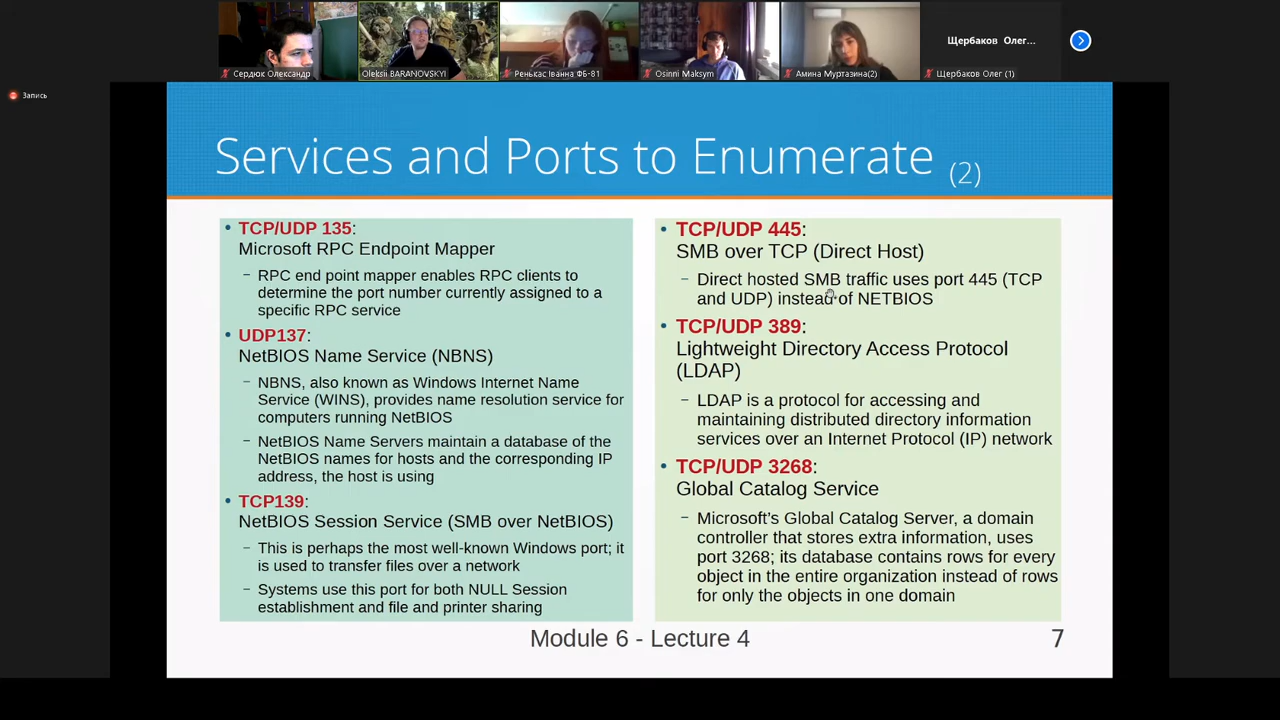 Щербаков Олег...
Сердюк Олександр
Oleksii BARANOVSKYI
Ренькас Іванна ФБ-81
Osinni Maksym
Амина Муртазина(2)
Щербаков Олег (1)
Запись
Services and Ports to Enumerate (2)
• TCP/UDP 135:
Microsoft RPC Endpoint Mapper
– RPC end point mapper enables RPC clients to
determine the port number currently assigned to a
specific RPC service
• UDP137:
NetBIOS Name Service (NBNS)
– NBNS, also known as Windows Internet Name
Service (WINS), provides name resolution service for
computers running NetBIOS
– NetBIOS Name Servers maintain a database of the
NetBIOS names for hosts and the corresponding IP
address, the host is using
• TCP139:
NetBIOS Session Service (SMB over NetBIOS)
– This is perhaps the most well-known Windows port; it
is used to transfer files over a network
– Systems use this port for both NULL Session
establishment and file and printer sharing
• TCP/UDP 445:
SMB over TCP (Direct Host)
– Direct hosted SMB traffic uses port 445 (TCP
and UDP) instead of NETBIOS
• TCP/UDP 389:
Lightweight Directory Access Protocol
(LDAP)
– LDAP is a protocol for accessing and
maintaining distributed directory information
services over an Internet Protocol (IP) network
• TCP/UDP 3268:
Global Catalog Service
– Microsoft's Global Catalog Server, a domain
controller that stores extra information, uses
port 3268; its database contains rows for every
object in the entire organization instead of rows
for only the objects in one domain
Module 6 - Lecture 4
7